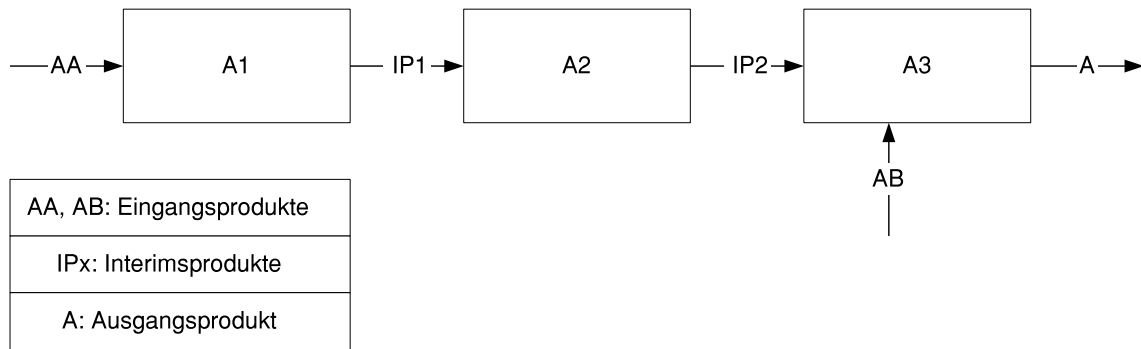 AA
A1
IP1
A2
IP2
A3
A
AB
AA, AB: Eingangsprodukte
IPx: Interimsprodukte
A: Ausgangsprodukt